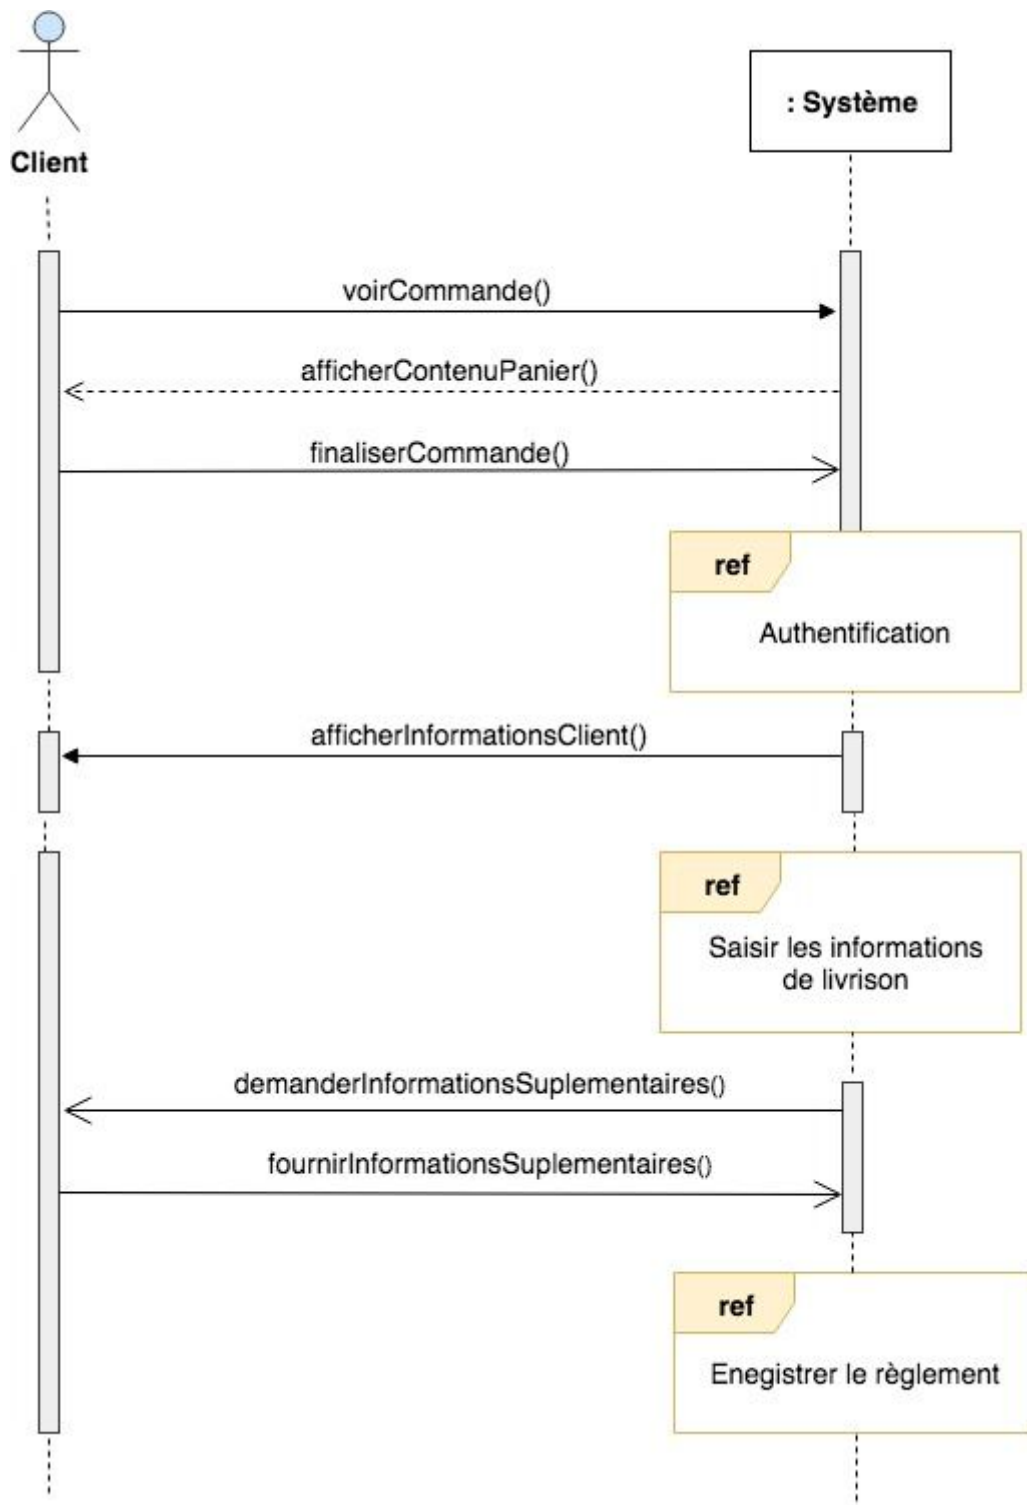 Client
: Système
voirCommande()
afficherContenuPanier()
finaliserCommande()
ref
Authentification
afficherInformationsClient()
ref
Saisir les informations
de livrison
demanderInformationsSuplementaires()
fournirInformationsSuplementaires()
ref
Enegistrer le règlement